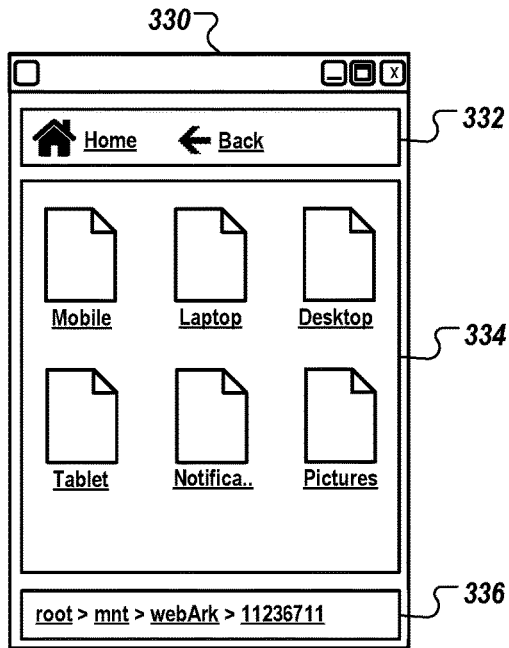 330
X
332
Home Back
Mobile Laptop Desktop
334
Tablet Notifica.. Pictures
336
root > mnt > webArk > 11236711